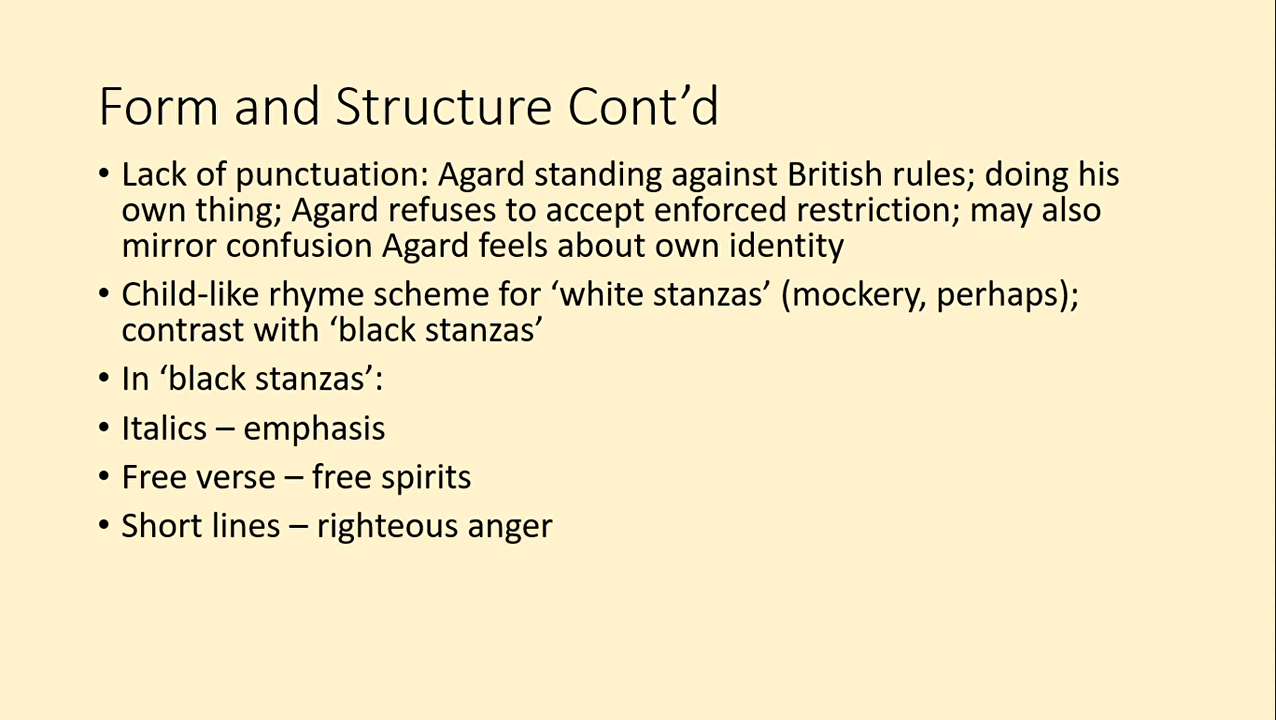 Form and Structure Cont’d
• Lack of punctuation: Agard standing against British rules; doing his
own thing; Agard refuses to accept enforced restriction; may also
mirror confusion Agard feels about own identity
• Child-like rhyme scheme for ‘white stanzas’ (mockery, perhaps);
contrast with ‘black stanzas’
• In ‘black stanzas’:
• Italics – emphasis
• Free verse – free spirits
• Short lines – righteous anger